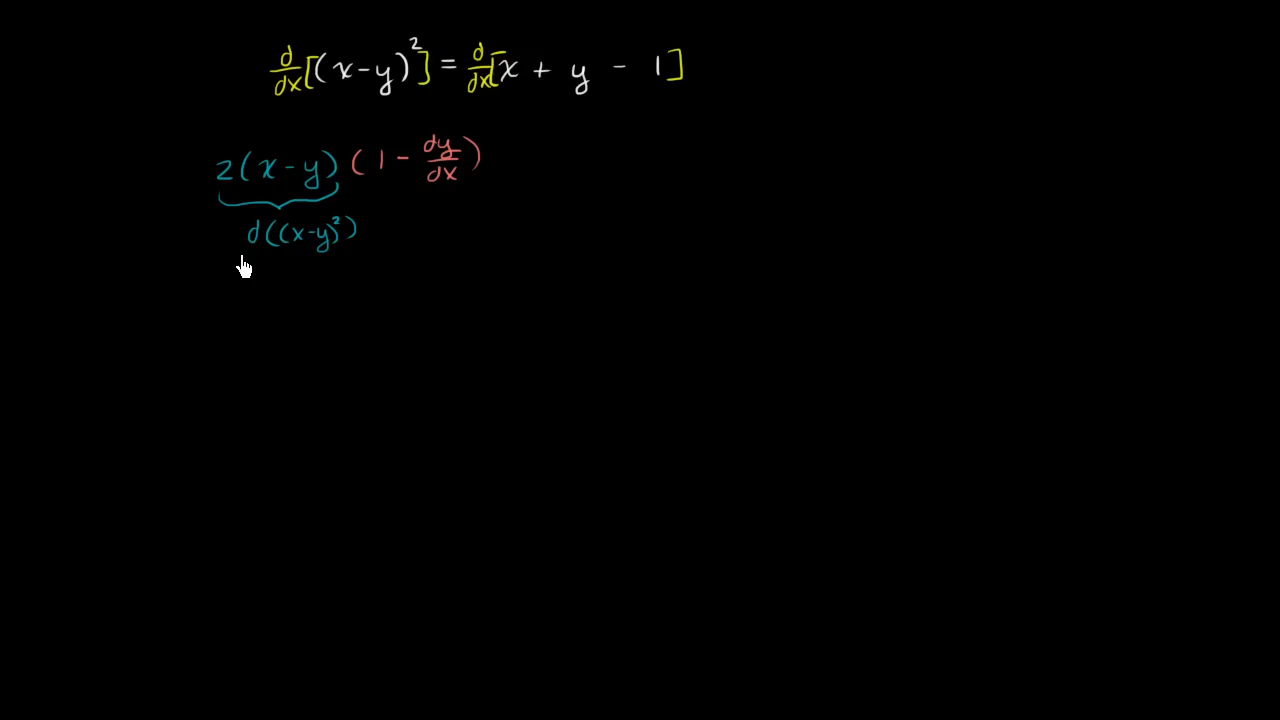 d/dx[(x-y)²] = d/dx[x + y - 1]
2(x-y)(1 - dy/dx)
d((x-y)²)